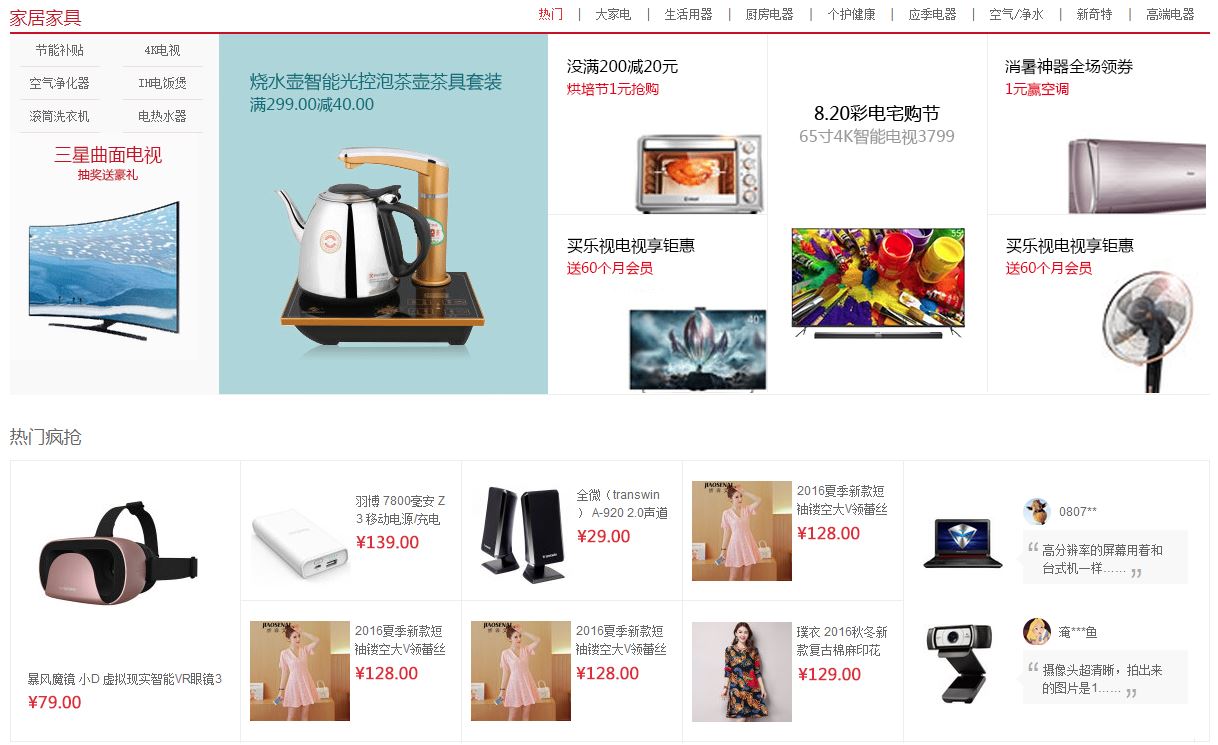 家居家具
热门 | 大家电 | 生活用器 | 厨房电器 | 个护健康 | 应季电器 | 空气/净水 | 新奇特 | 高端电器
节能补贴 4K电视
空气净化器 IH电饭煲
滚筒洗衣机 电热水器
三星曲面电视
抽奖送豪礼
烧水壶智能光控泡茶壶茶具套装
满299.00减40.00
没满200减20元
烘培节1元抢购
8.20彩电宅购节
65寸4K智能电视3799
55"
消暑神器全场领券
1元赢空调
买乐视电视享钜惠
送60个月会员
40"
买乐视电视享钜惠
送60个月会员
热门疯抢
暴风魔镜 小D 虚拟现实智能VR眼镜3
¥79.00
羽博 7800毫安 Z
3 移动电源/充电
¥139.00
全微（transwin
） A-920 2.0声道
¥29.00
JIAOSENAI
2016夏季新款短
袖镂空大V领蕾丝
¥128.00
0807**
“ 高分辨率的屏幕用着和
台式机一样...... ”
JIAOSENAI
2016夏季新款短
袖镂空大V领蕾丝
¥128.00
JIAOSENAI
2016夏季新款短
袖镂空大V领蕾丝
¥128.00
璞衣 2016秋冬新
款复古棉麻印花
¥129.00
淹***鱼
“ 摄像头超清晰，拍出来
的图片是1...... ”